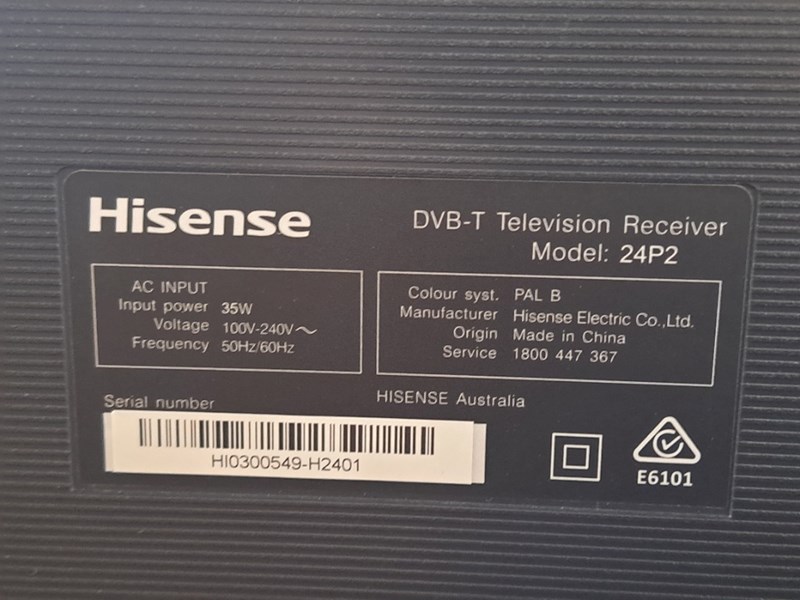 Hisense
DVB-T Television Receiver
Model: 24P2
AC INPUT
Input power 35W
Voltage 100V-240V～
Frequency 50Hz/60Hz
Colour syst. PAL B
Manufacturer Hisense Electric Co.,Ltd.
Origin Made in China
Service 1800 447 367
Serial number
HISENSE Australia
HI0300549-H2401
E6101